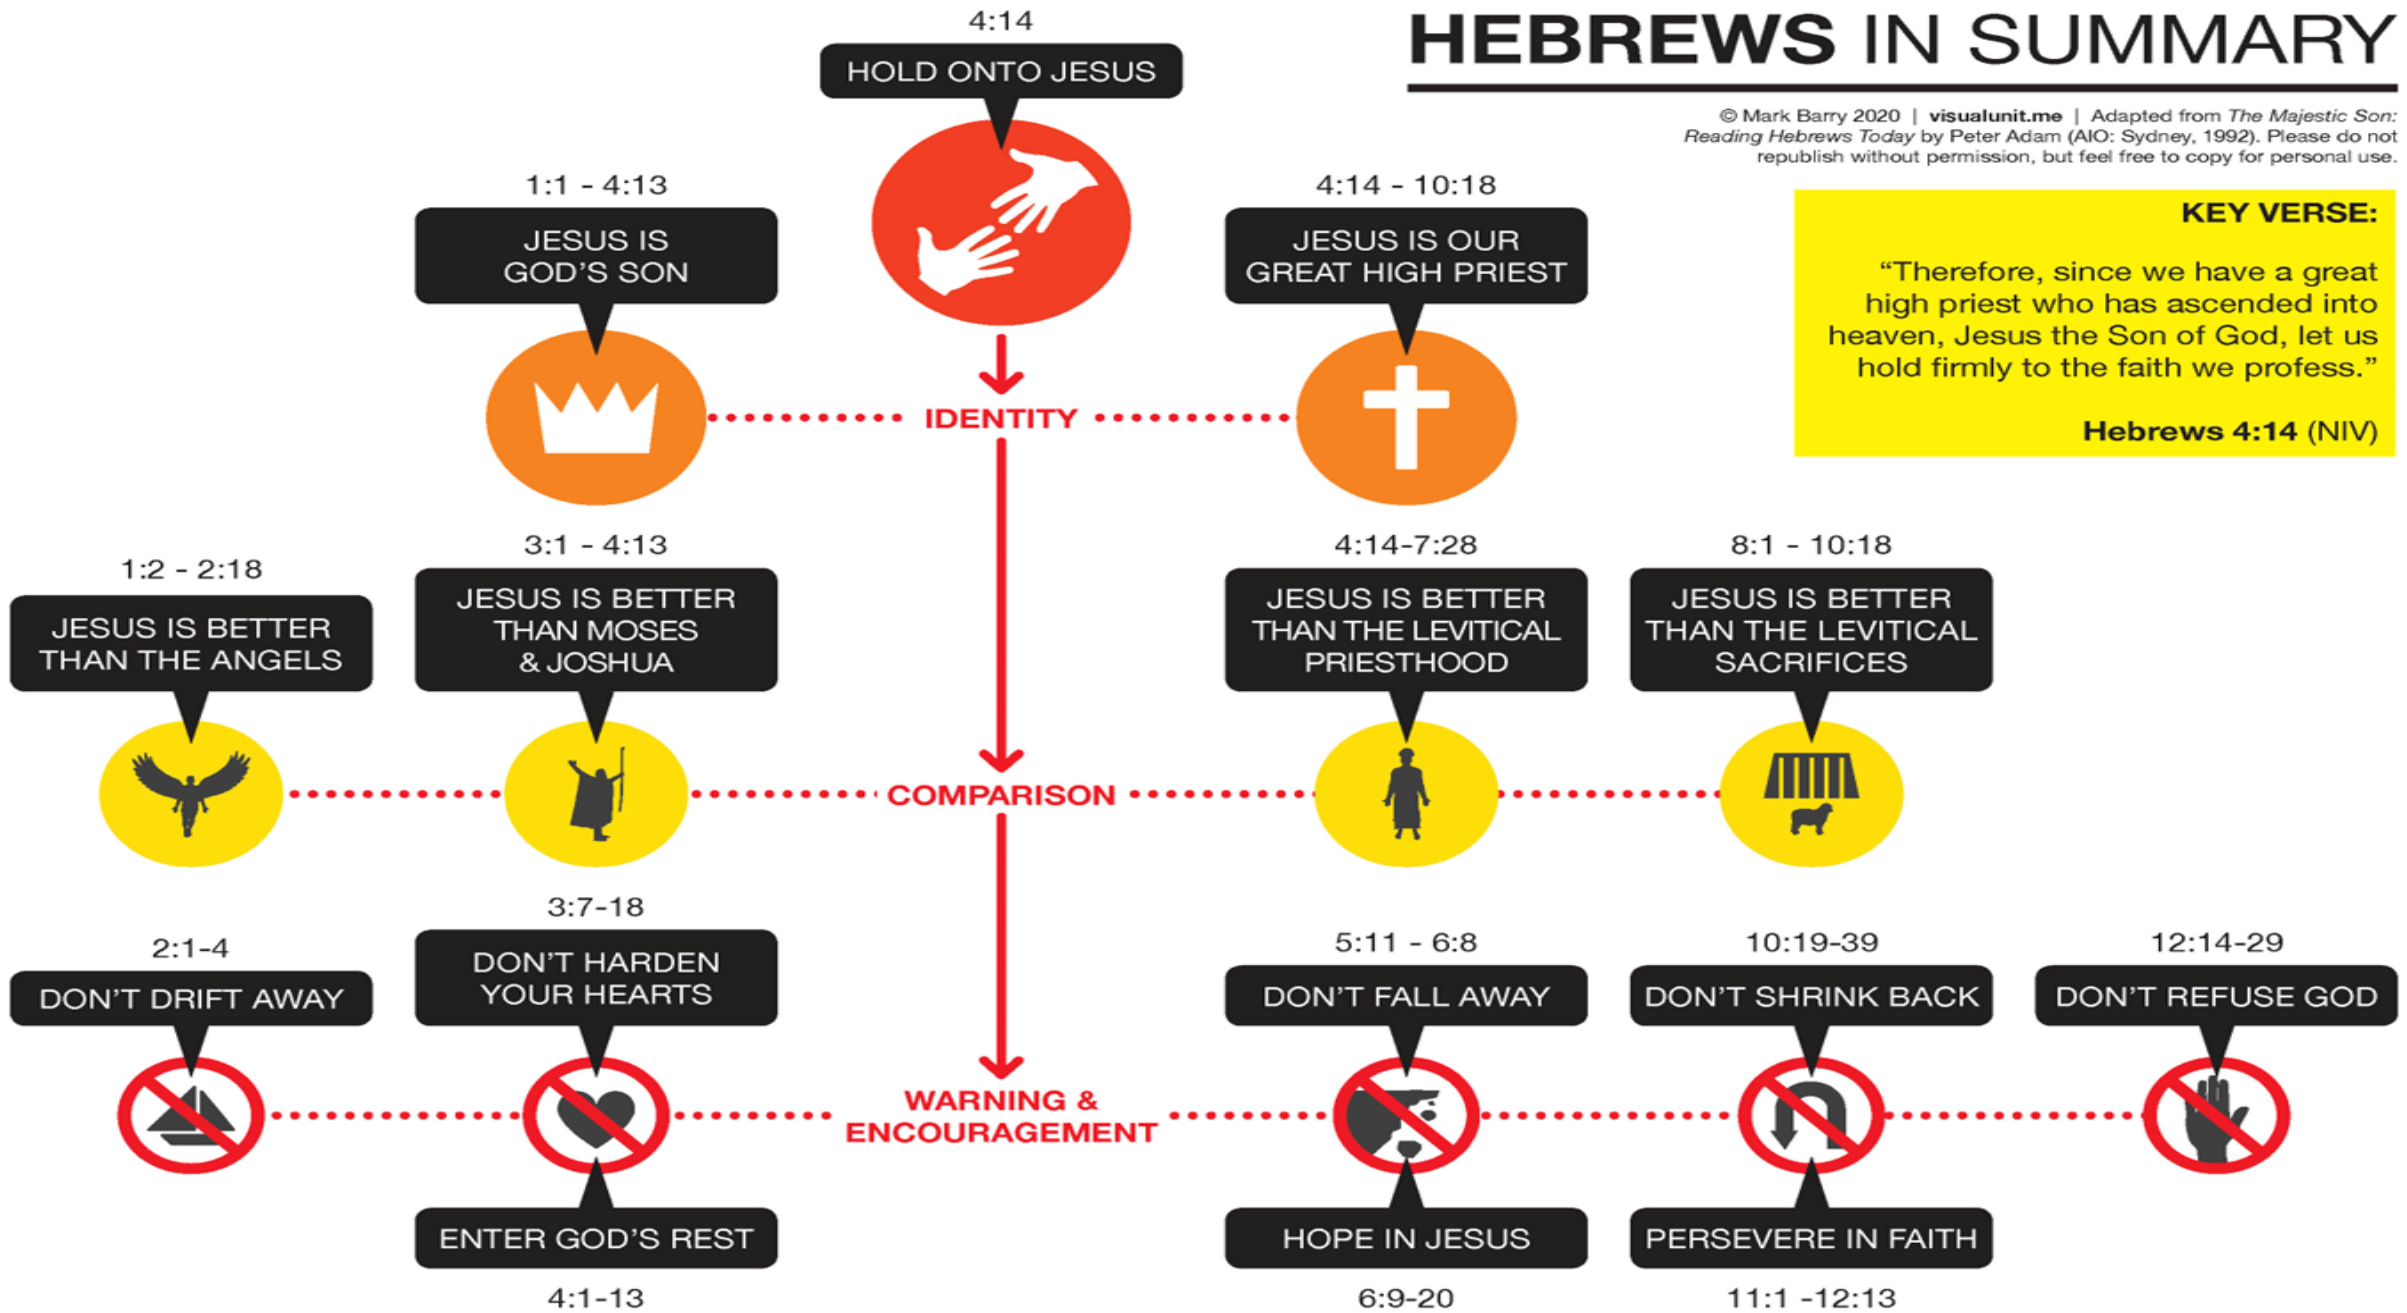 HEBREWS IN SUMMARY
© Mark Barry 2020 | visualunit.me | Adapted from The Majestic Son:
Reading Hebrews Today by Peter Adam (AIO: Sydney, 1992). Please do not
republish without permission, but feel free to copy for personal use.
KEY VERSE:
“Therefore, since we have a great
high priest who has ascended into
heaven, Jesus the Son of God, let us
hold firmly to the faith we profess.”
Hebrews 4:14 (NIV)
4:14
HOLD ONTO JESUS
1:1 - 4:13
JESUS IS
GOD’S SON
4:14 - 10:18
JESUS IS OUR
GREAT HIGH PRIEST
IDENTITY
1:2 - 2:18
JESUS IS BETTER
THAN THE ANGELS
3:1 - 4:13
JESUS IS BETTER
THAN MOSES
& JOSHUA
4:14-7:28
JESUS IS BETTER
THAN THE LEVITICAL
PRIESTHOOD
8:1 - 10:18
JESUS IS BETTER
THAN THE LEVITICAL
SACRIFICES
COMPARISON
2:1-4
DON’T DRIFT AWAY
3:7-18
DON’T HARDEN
YOUR HEARTS
5:11 - 6:8
DON’T FALL AWAY
10:19-39
DON’T SHRINK BACK
12:14-29
DON’T REFUSE GOD
WARNING &
ENCOURAGEMENT
ENTER GOD’S REST
4:1-13
HOPE IN JESUS
6:9-20
PERSEVERE IN FAITH
11:1 -12:13